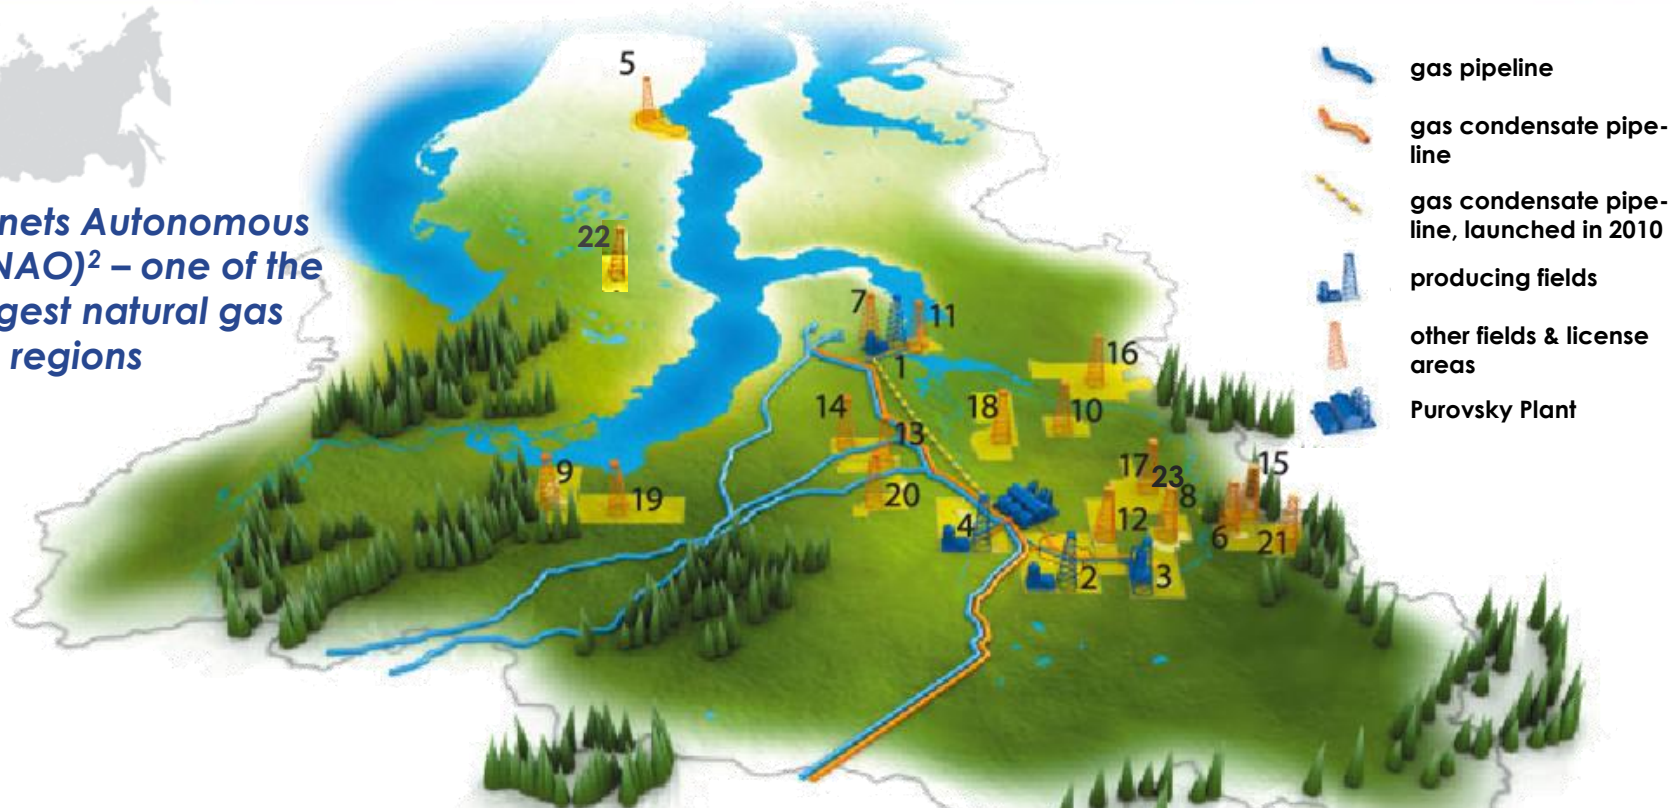 nets Autonomous
NAO)² – one of the
gest natural gas
regions
gas pipeline
gas condensate pipe-
line
gas condensate pipe-
line, launched in 2010
producing fields
other fields & license
areas
Purovsky Plant
5
22
7
11
1
16
14
18
10
13
9
19
20
17
23
8
15
4
12
6
21
2
3